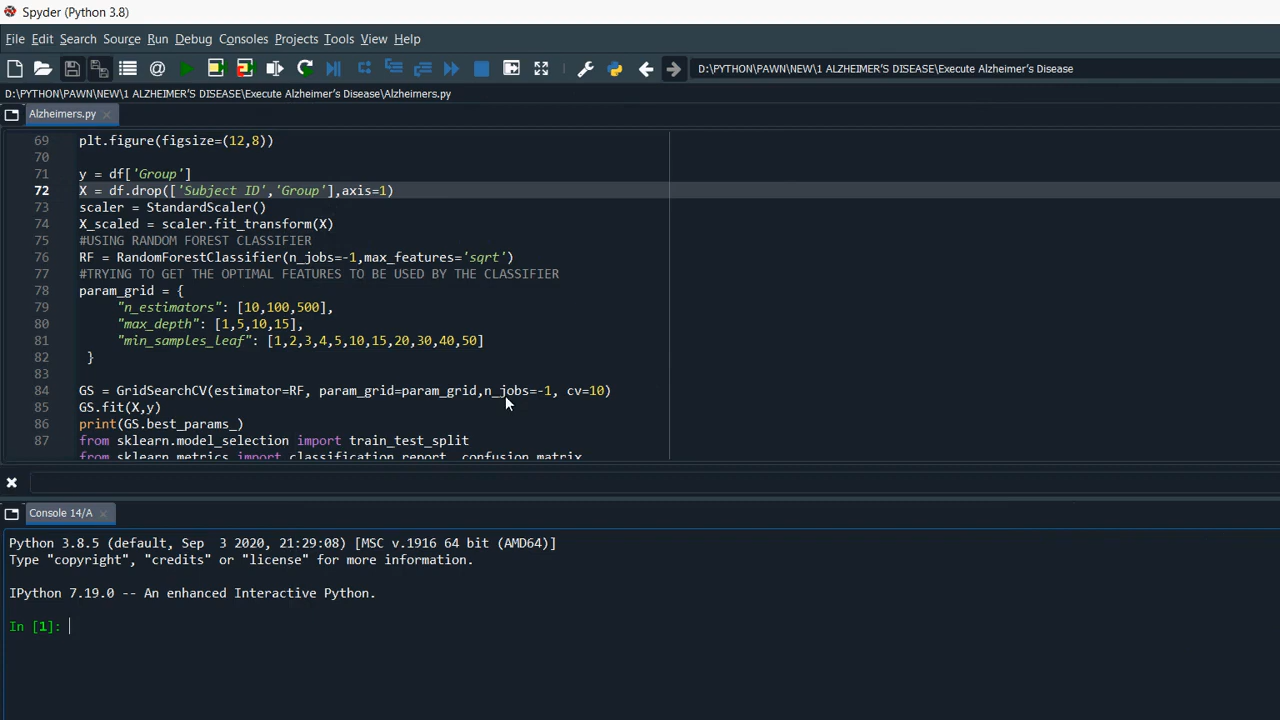 Spyder (Python 3.8)
File Edit Search Source Run Debug Consoles Projects Tools View Help
D:\PYTHON\PAWN\NEW\1 ALZHEIMER'S DISEASE\Execute Alzheimer's Disease
D:\PYTHON\PAWN\NEW\1 ALZHEIMER'S DISEASE\Execute Alzheimer's Disease\Alzheimers.py
Alzheimers.py
69 plt.figure(figsize=(12,8))
70
71 y = df['Group']
72 X = df.drop(['Subject ID','Group'],axis=1)
73 scaler = StandardScaler()
74 X_scaled = scaler.fit_transform(X)
75 #USING RANDOM FOREST CLASSIFIER
76 RF = RandomForestClassifier(n_jobs=-1,max_features='sqrt')
77 #TRYING TO GET THE OPTIMAL FEATURES TO BE USED BY THE CLASSIFIER
78 param_grid = {
79 "n_estimators": [10,100,500],
80 "max_depth": [1,5,10,15],
81 "min_samples_leaf": [1,2,3,4,5,10,15,20,30,40,50]
82 }
83
84 GS = GridSearchCV(estimator=RF, param_grid=param_grid,n_jobs=-1, cv=10)
85 GS.fit(X,y)
86 print(GS.best_params_)
87 from sklearn.model_selection import train_test_split
from sklearn.metrics import classification_report, confusion_matrix
Console 14/A
Python 3.8.5 (default, Sep  3 2020, 21:29:08) [MSC v.1916 64 bit (AMD64)]
Type "copyright", "credits" or "license" for more information.
IPython 7.19.0 -- An enhanced Interactive Python.
In [1]: